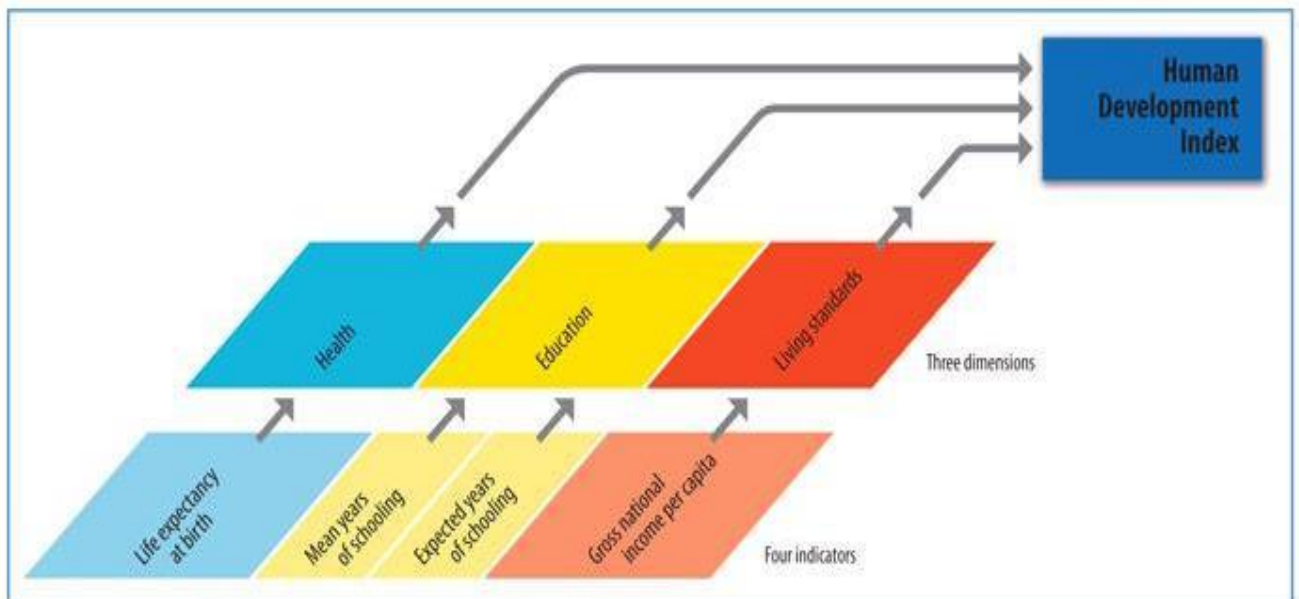 Human
Development
Index
Health
Education
Living standards
Three dimensions
Life expectancy
at birth
Mean years
of schooling
Expected years
of schooling
Gross national
income per capita
Four indicators